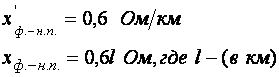 x'ф.–н.п. = 0,6 Ом/км
xф.–н.п. = 0,6l Ом, где l – (в км)